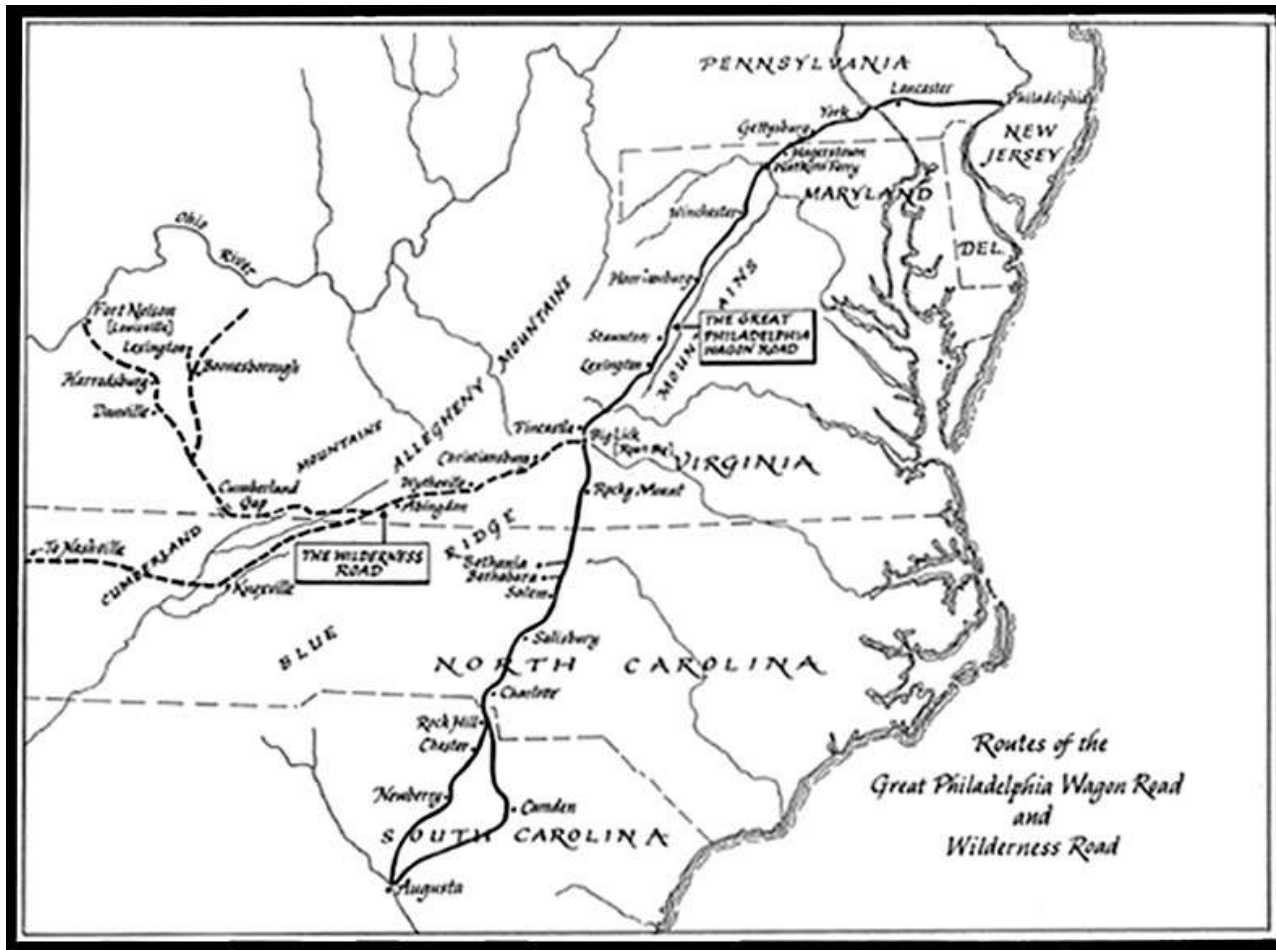 PENNSYLVANIA
Lancaster
Philadelphia
York
Gettysburg
NEW
JERSEY
Hagerstown
Watkins Ferry
MARYLAND
Winchester
Ohio
River
DEL.
Harrisonburg
MOUNTAINS
Fort Nelson
(Louisville)
Lexington
Boonesborough
Harrodsburg
Danville
Staunton
THE GREAT
PHILADELPHIA
WAGON ROAD
Lexington
MOUNTAINS
ALLEGHENY
MOUNTAINS
Fincastle
Big Lick
VIRGINIA
Christiansburg
Wytheville
Rocky Mount
Cumberland
Gap
Abingdon
CUMBERLAND
RIDGE
To Nashville
THE WILDERNESS
ROAD
Knoxville
Bethania
Bethabara
Salem
BLUE
Salisbury
NORTH CAROLINA
Charlotte
Rock Hill
Chester
Newberry
Camden
SOUTH CAROLINA
Augusta
Routes of the
Great Philadelphia Wagon Road
and
Wilderness Road